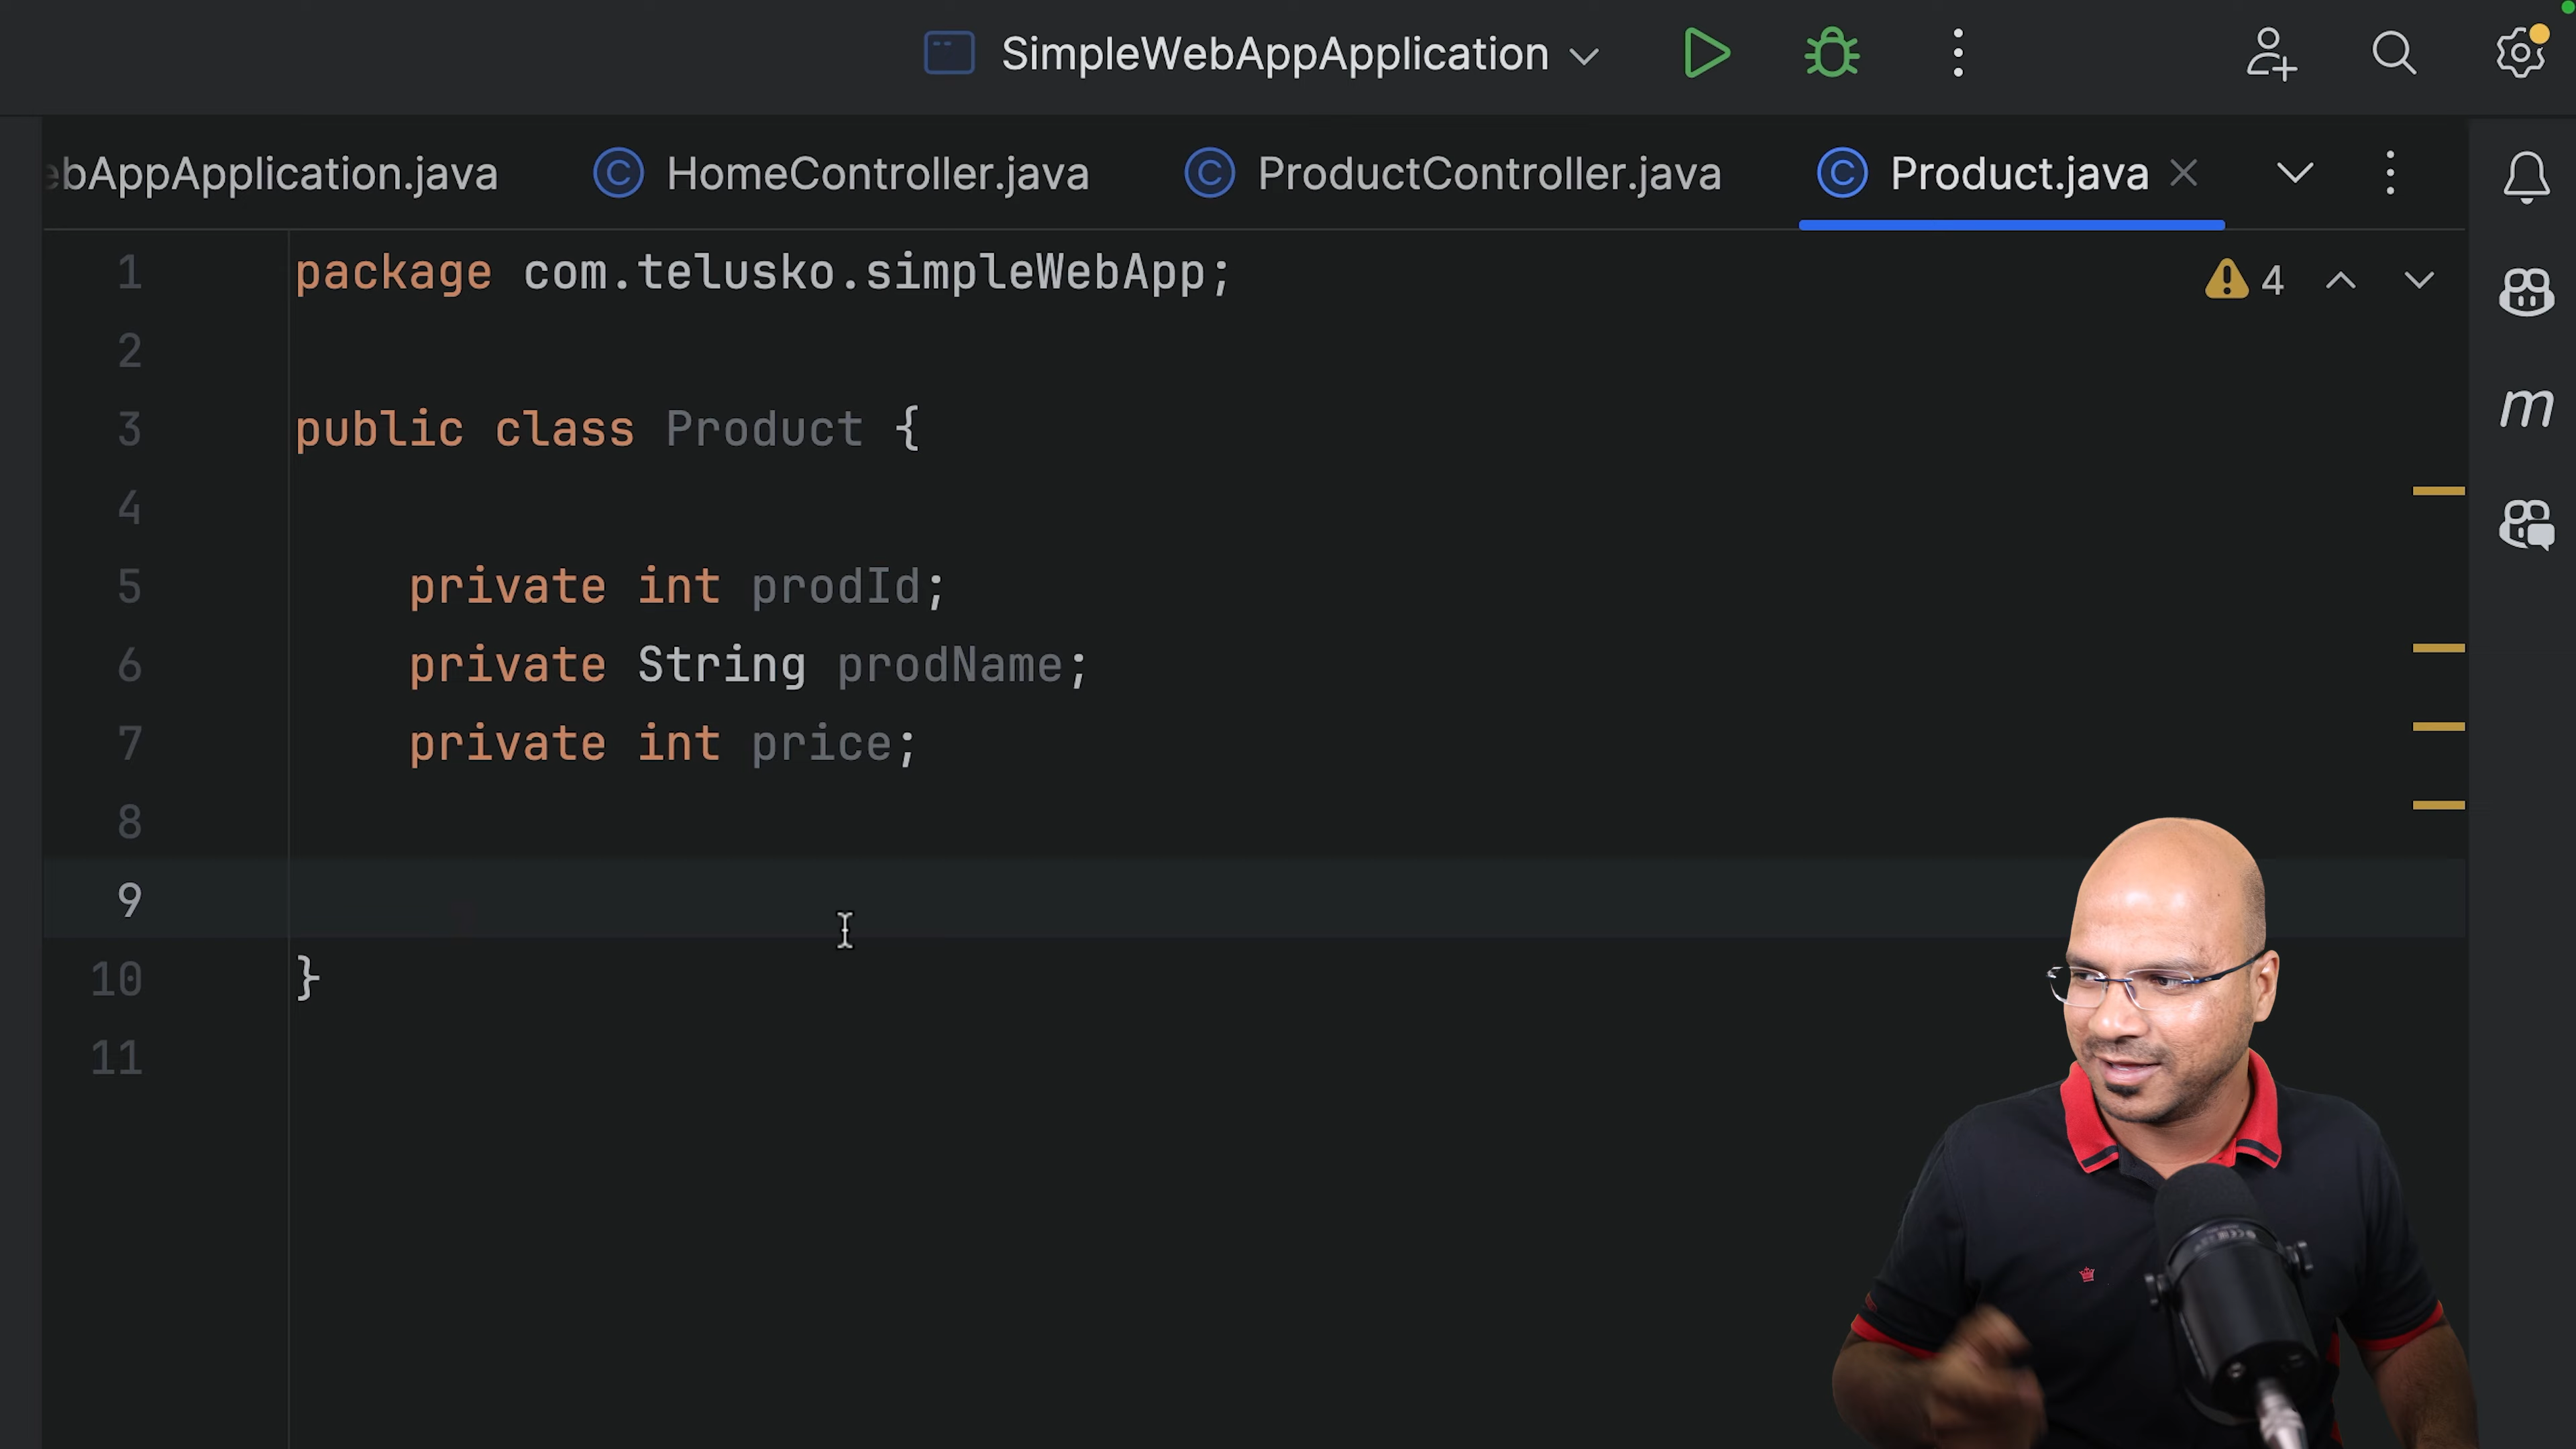 SimpleWebAppApplication
ebAppApplication.java HomeController.java ProductController.java Product.java
1 package com.telusko.simpleWebApp;
4
2
3 public class Product {
4
5 private int prodId;
6 private String prodName;
7 private int price;
8
9
10 }
11
m